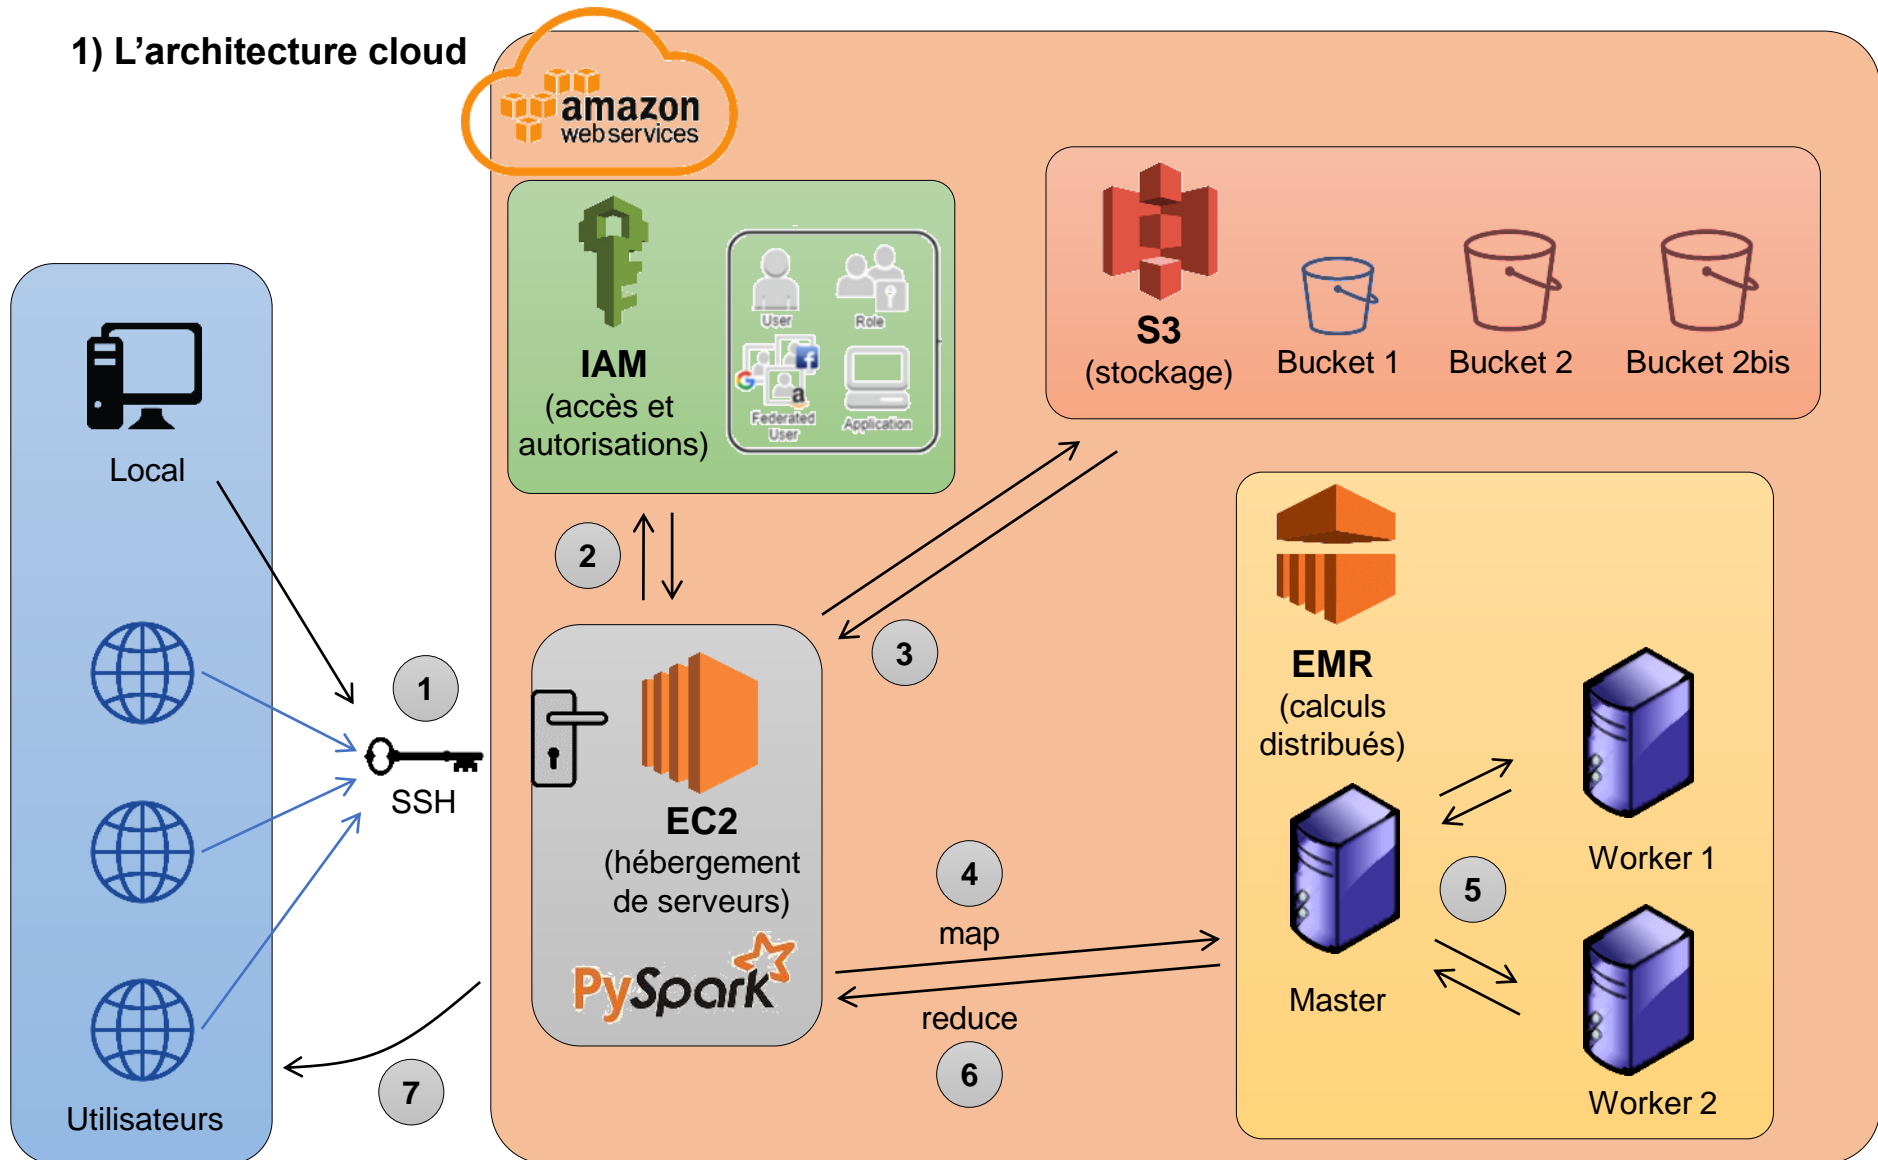 1) L'architecture cloud
amazon
webservices
IAM
(accès et
autorisations)
User
Role
Federated
User
Application
G
f
a
S3
(stockage)
Bucket 1
Bucket 2
Bucket 2bis
Local
Utilisateurs
1
SSH
2
3
EC2
(hébergement
de serveurs)
PySpark
4
map
reduce
6
7
EMR
(calculs
distribués)
Master
5
Worker 1
Worker 2